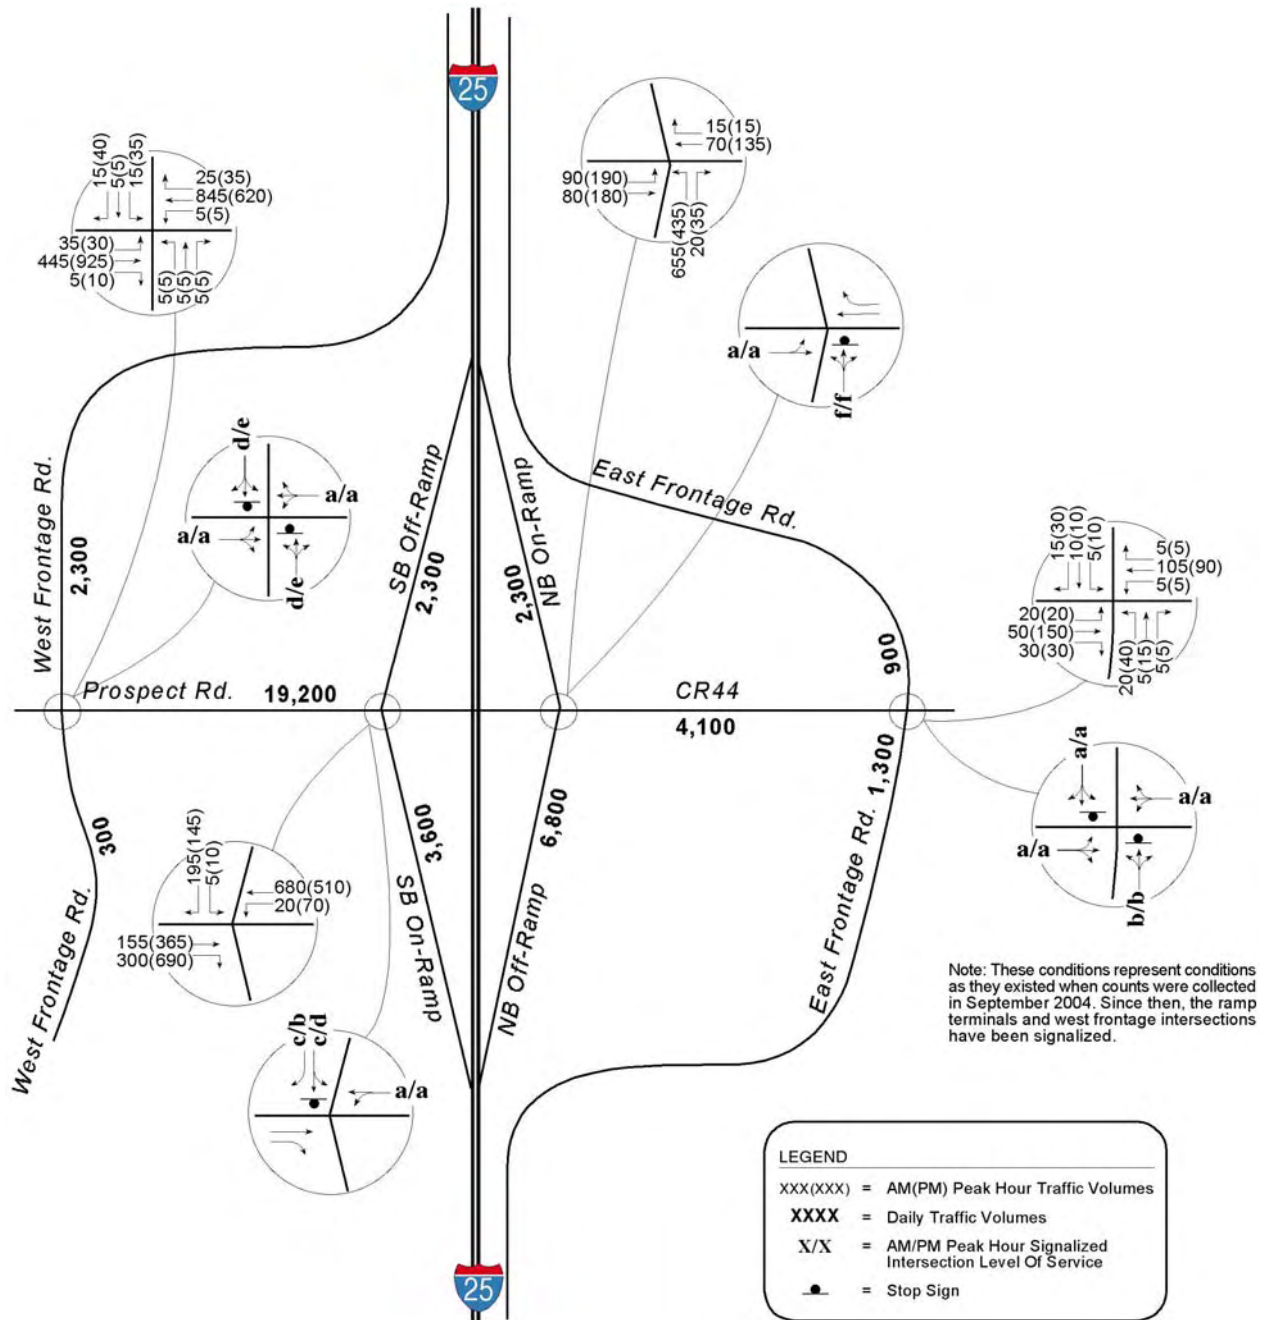 25
15(40)
5(5)
15(35)
25(35)
845(620)
5(5)
35(30)
445(925)
5(10)
5(5)
5(5)
5(5)
15(15)
70(135)
90(190)
80(180)
655(435)
20(35)
a/a
f/f
d/e
a/a
a/a
d/e
West Frontage Rd.
2,300
SB Off-Ramp
2,300
NB On-Ramp
2,300
East Frontage Rd.
900
15(30)
10(10)
5(10)
5(5)
105(90)
5(5)
20(20)
50(150)
30(30)
20(40)
5(15)
5(5)
Prospect Rd.
19,200
CR44
4,100
a/a
a/a
a/a
b/b
300
West Frontage Rd.
195(145)
5(10)
680(510)
20(70)
155(365)
300(690)
3,600
SB On-Ramp
6,800
NB Off-Ramp
1,300
East Frontage Rd.
c/b
c/d
a/a
Note: These conditions represent conditions
as they existed when counts were collected
in September 2004. Since then, the ramp
terminals and west frontage intersections
have been signalized.
LEGEND
XXX(XXX) = AM(PM) Peak Hour Traffic Volumes
XXXX = Daily Traffic Volumes
X/X = AM/PM Peak Hour Signalized
Intersection Level Of Service
= Stop Sign
25